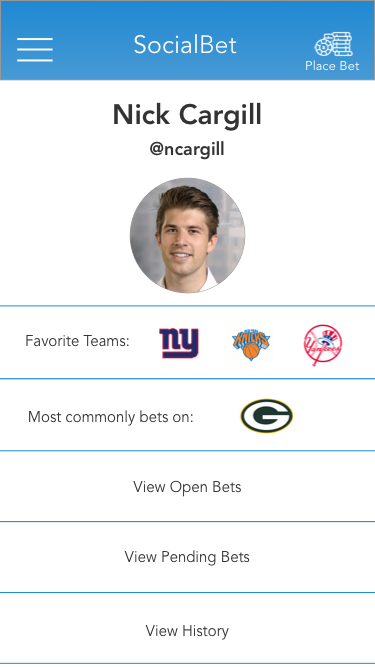 SocialBet
Place Bet
Nick Cargill
@ncargill
Favorite Teams:
ny
KNICKS
Yankees
Most commonly bets on:
G
View Open Bets
View Pending Bets
View History